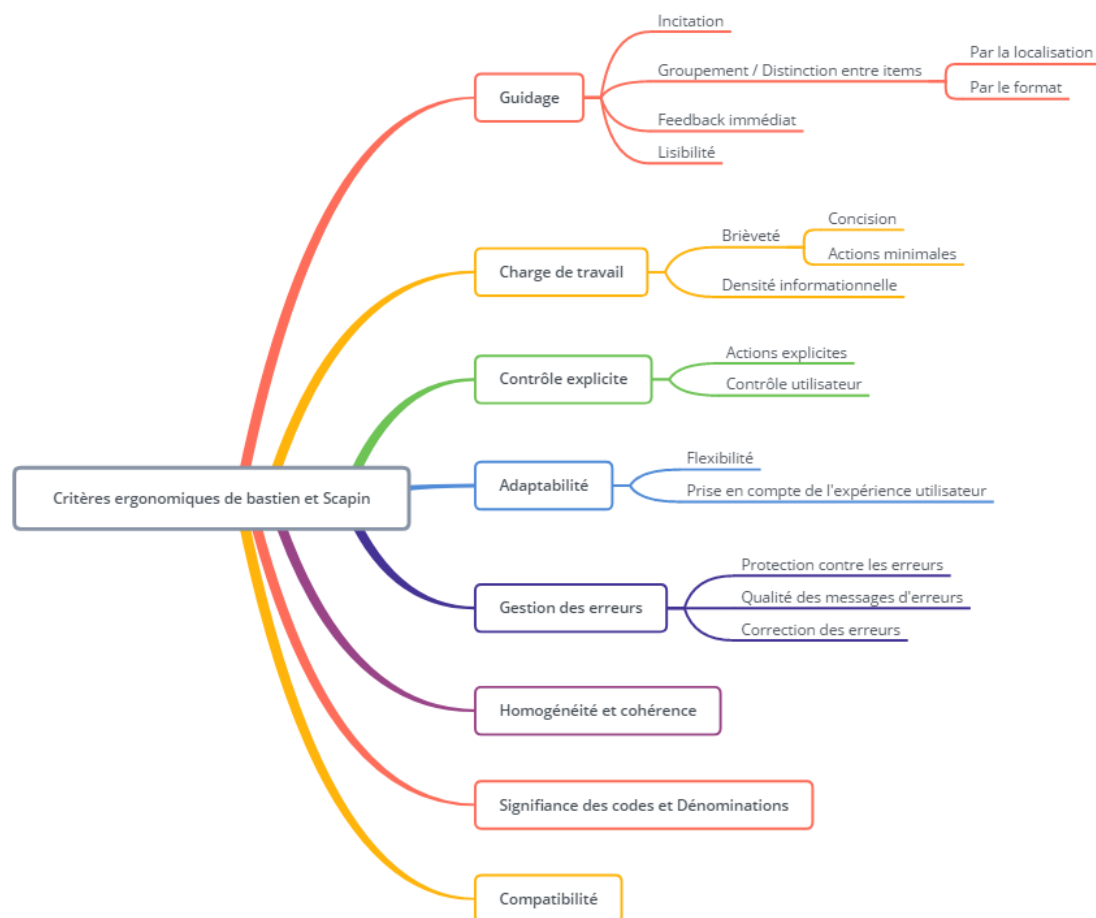 Critères ergonomiques de bastien et Scapin
Guidage
Incitation
Groupement / Distinction entre items
Par la localisation
Par le format
Feedback immédiat
Lisibilité
Charge de travail
Brièveté
Concision
Actions minimales
Densité informationnelle
Contrôle explicite
Actions explicites
Contrôle utilisateur
Adaptabilité
Flexibilité
Prise en compte de l'expérience utilisateur
Gestion des erreurs
Protection contre les erreurs
Qualité des messages d'erreurs
Correction des erreurs
Homogénéité et cohérence
Signifiance des codes et Dénominations
Compatibilité